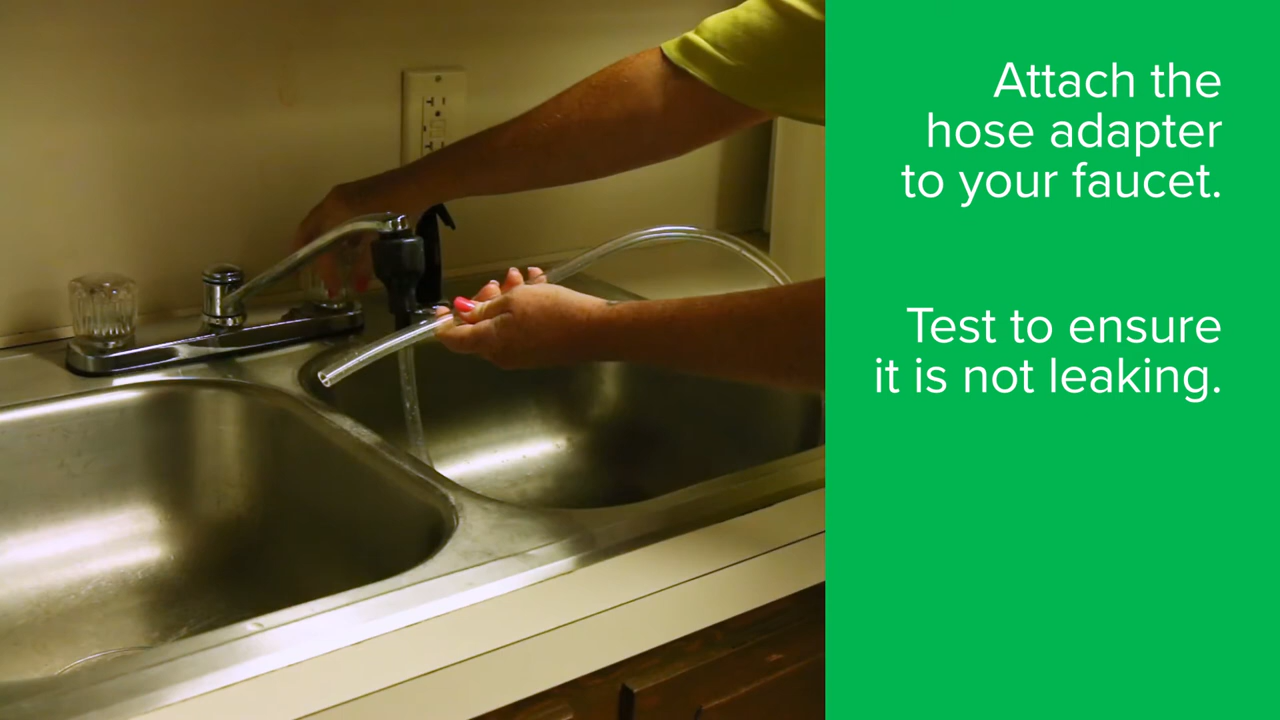 Attach the
hose adapter
to your faucet.
Test to ensure
it is not leaking.